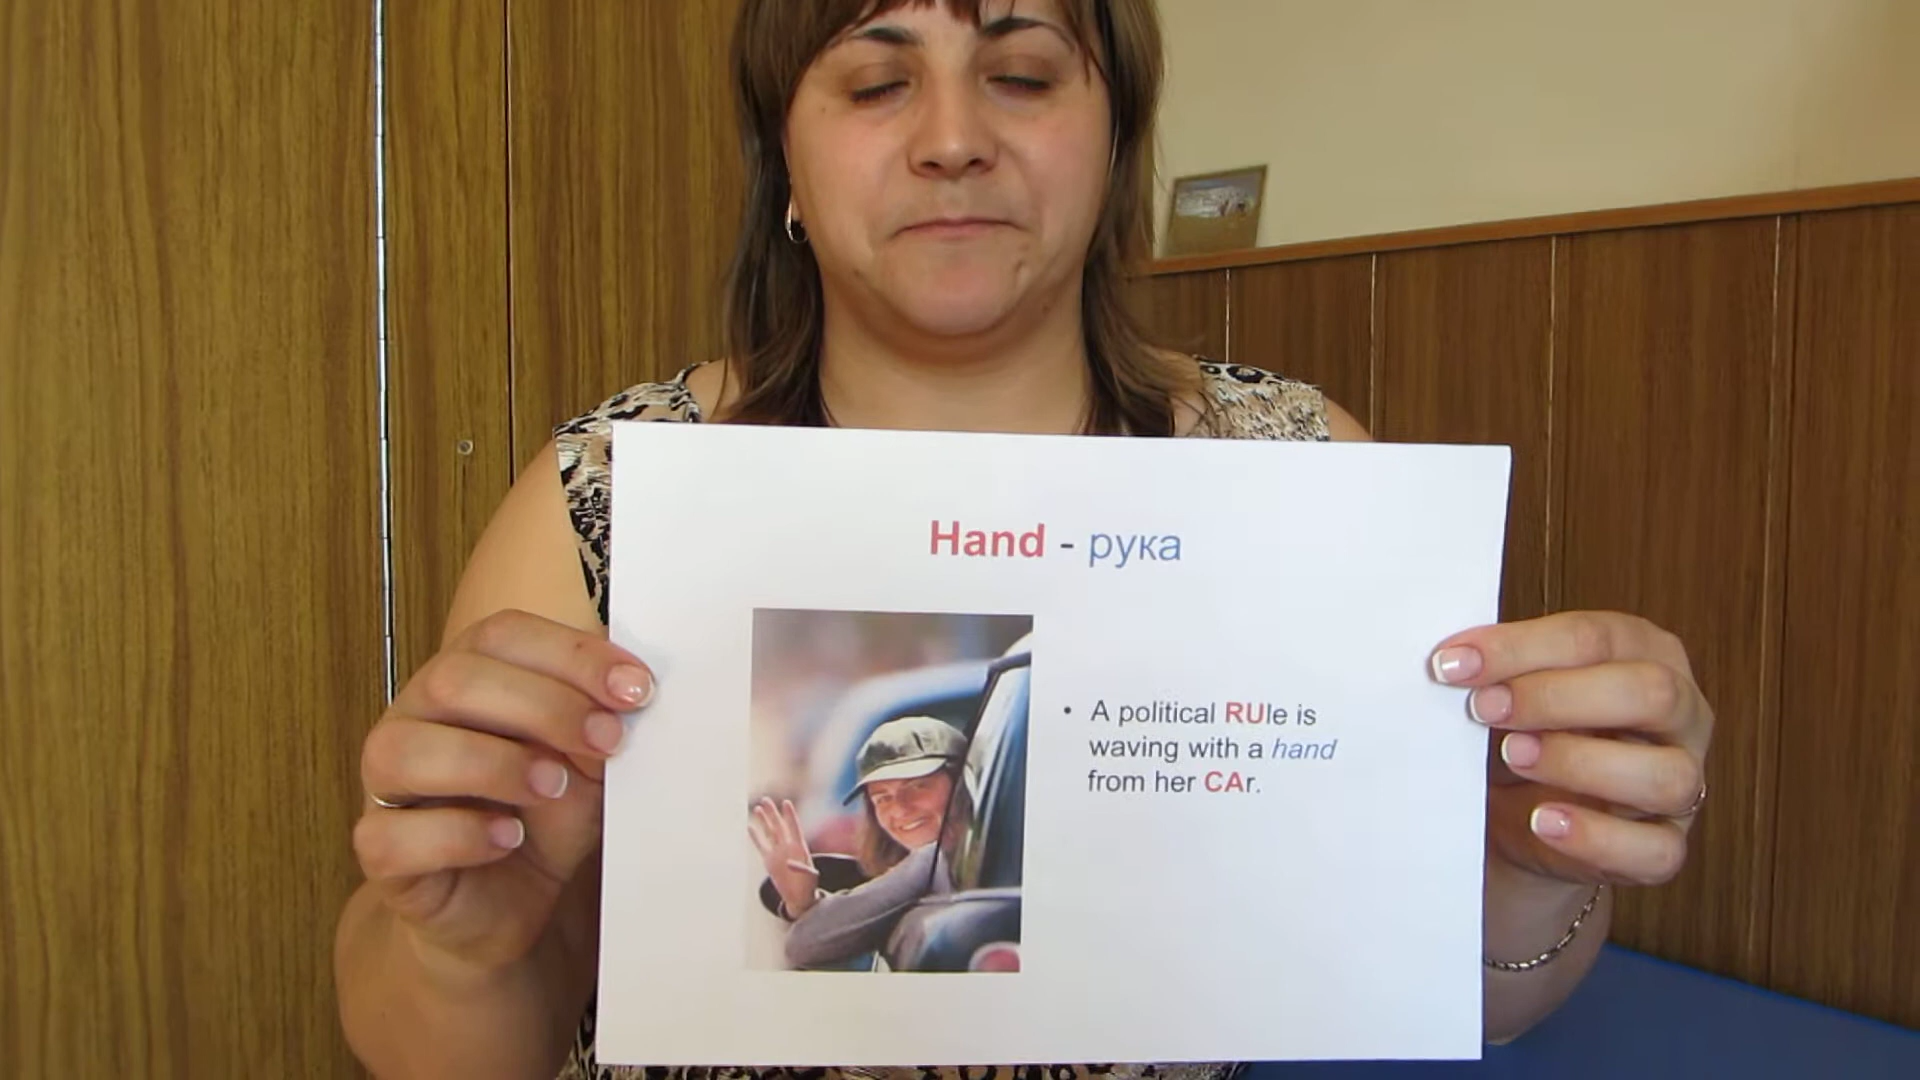 Hand - рука
• A political RUle is
waving with a hand
from her CAr.